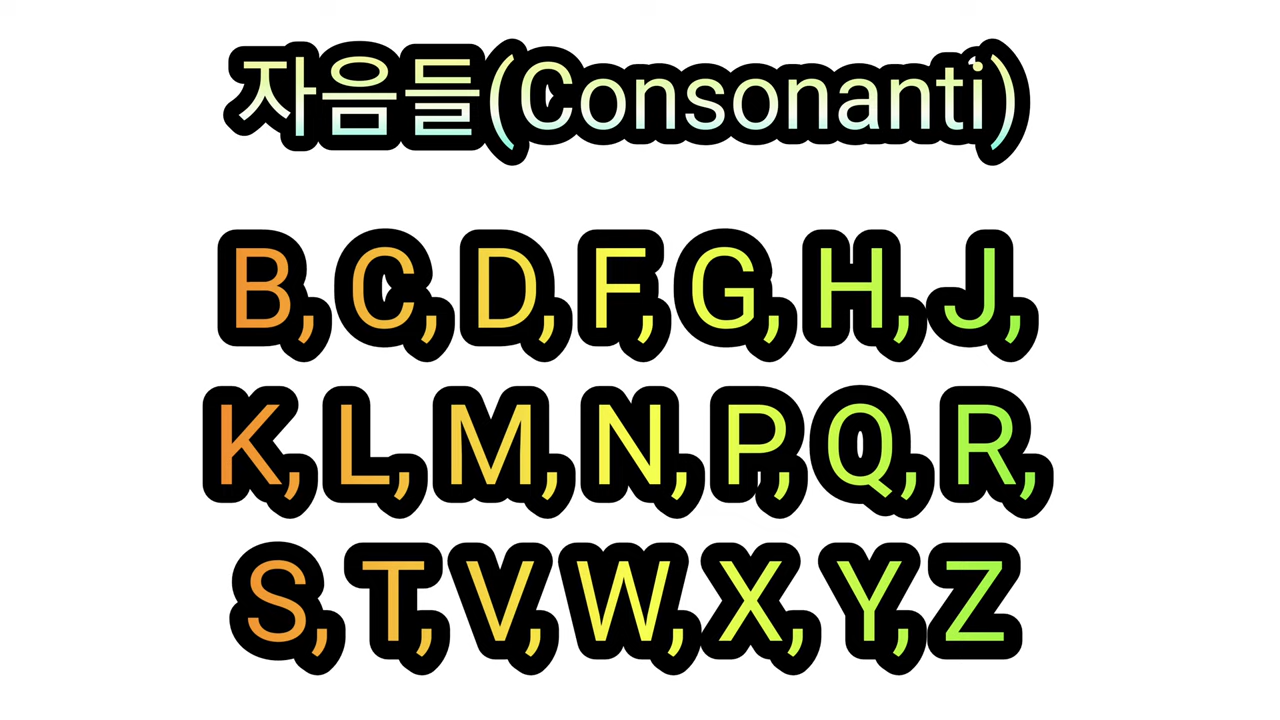 자음들(Consonanti)
B, C, D, F, G, H, J,
K, L, M, N, P, Q, R,
S, T, V, W, X, Y, Z